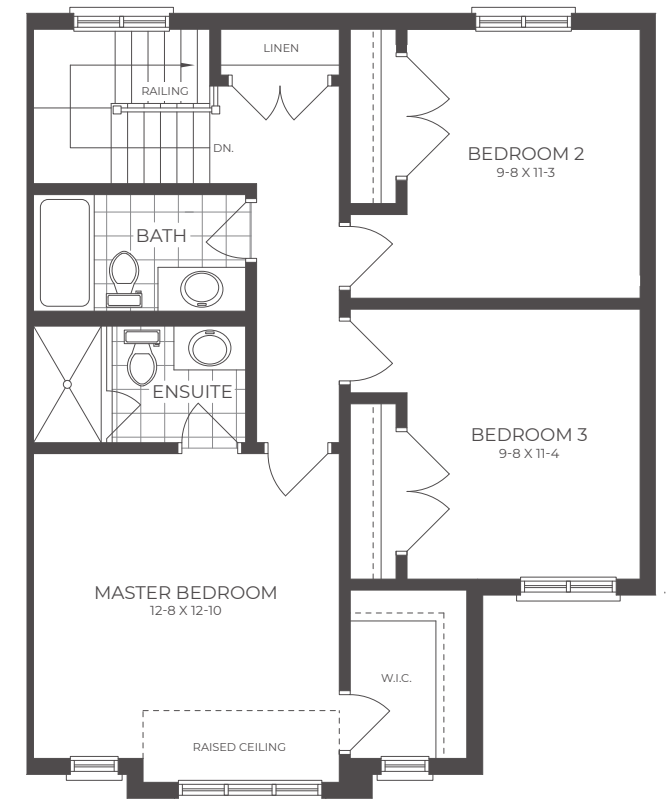 LINEN
RAILING
DN.
BEDROOM 2
9-8 X 11-3
BATH
ENSUITE
BEDROOM 3
9-8 X 11-4
MASTER BEDROOM
12-8 X 12-10
W.I.C.
RAISED CEILING